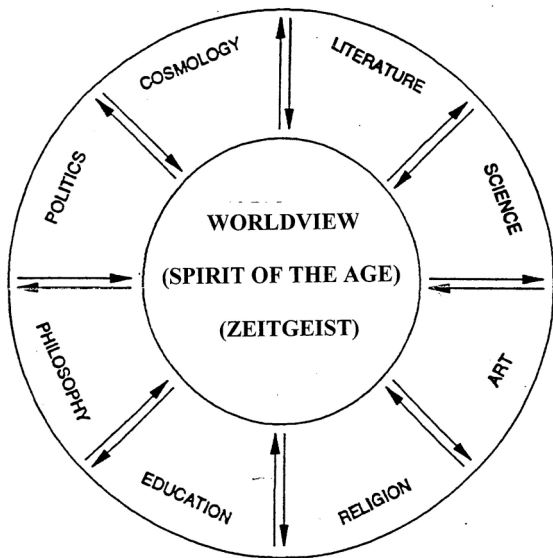 COSMOLOGY
LITERATURE
SCIENCE
ART
RELIGION
EDUCATION
PHILOSOPHY
POLITICS
WORLDVIEW
(SPIRIT OF THE AGE)
(ZEITGEIST)